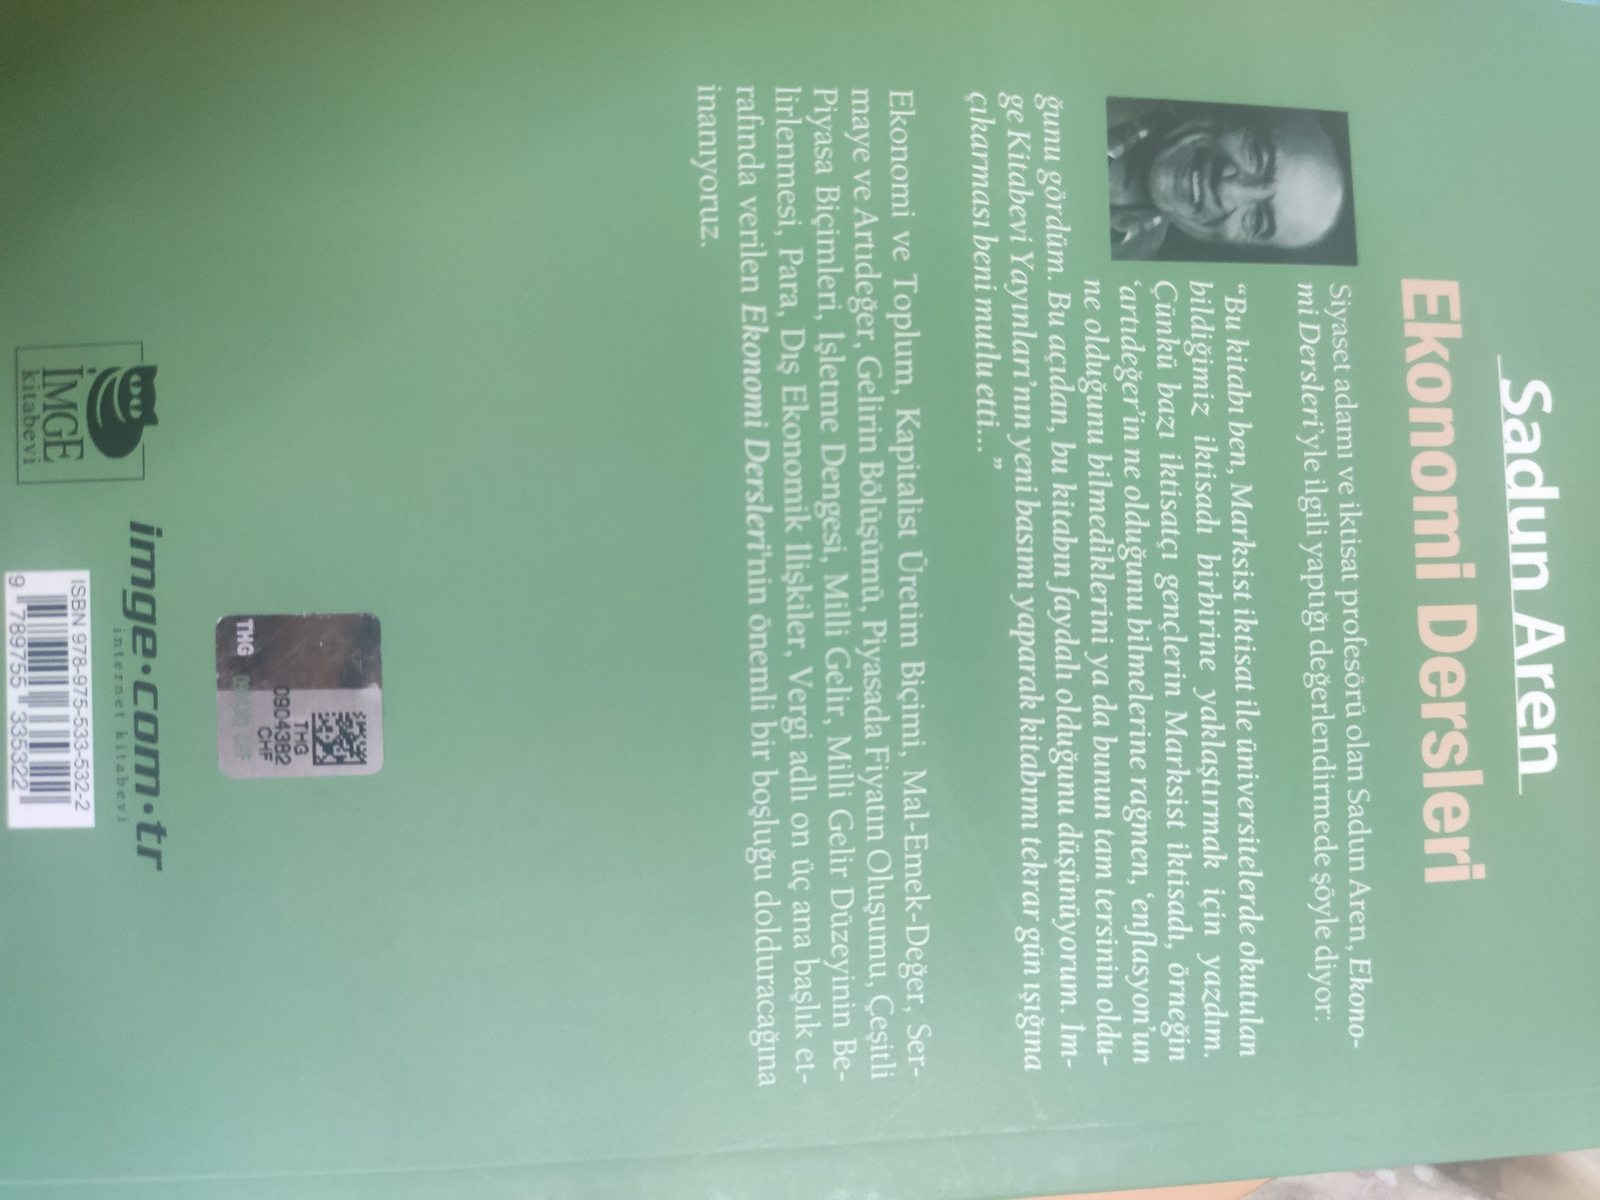 Sadun Aren
Ekonomi Dersleri
Siyaset adamı ve iktisat profesörü olan Sadun Aren, Ekono-
mi Dersleri’yle ilgili yaptığı değerlendirmede şöyle diyor:
“Bu kitabı ben, Marksist iktisat ile üniversitelerde okutulan
bildiğimiz iktisadı birbirine yaklaştırmak için yazdım.
Çünkü bazı iktisatçı gençlerin Marksist iktisadı, örneğin
‘artıdeğer’in ne olduğunu bilmelerine rağmen, ‘enflasyon’un
ne olduğunu bilmediklerini ya da bunun tam tersinin oldu-
ğunu gördüm. Bu açıdan, bu kitabın faydalı olduğunu düşünüyorum. İm-
ge Kitabevi Yayınları’nın yeni basımı yaparak kitabımı tekrar gün ışığına
çıkarması beni mutlu etti...”
Ekonomi ve Toplum, Kapitalist Üretim Biçimi, Mal-Emek-Değer, Ser-
maye ve Artıdeğer, Gelirin Bölüşümü, Piyasada Fiyatın Oluşumu, Çeşitli
Piyasa Biçimleri, İşletme Dengesi, Milli Gelir, Milli Gelir Düzeyinin Be-
lirlenmesi, Para, Dış Ekonomik İlişkiler, Vergi adlı on üç ana başlık et-
rafında verilen Ekonomi Dersleri’nin önemli bir boşluğu dolduracağına
inanıyoruz.
THG
0904382
THG
CHF
İMGE
kitabevi
imge.com.tr
internet kitabevi
ISBN 978-975-533-532-2
9 789755 335322